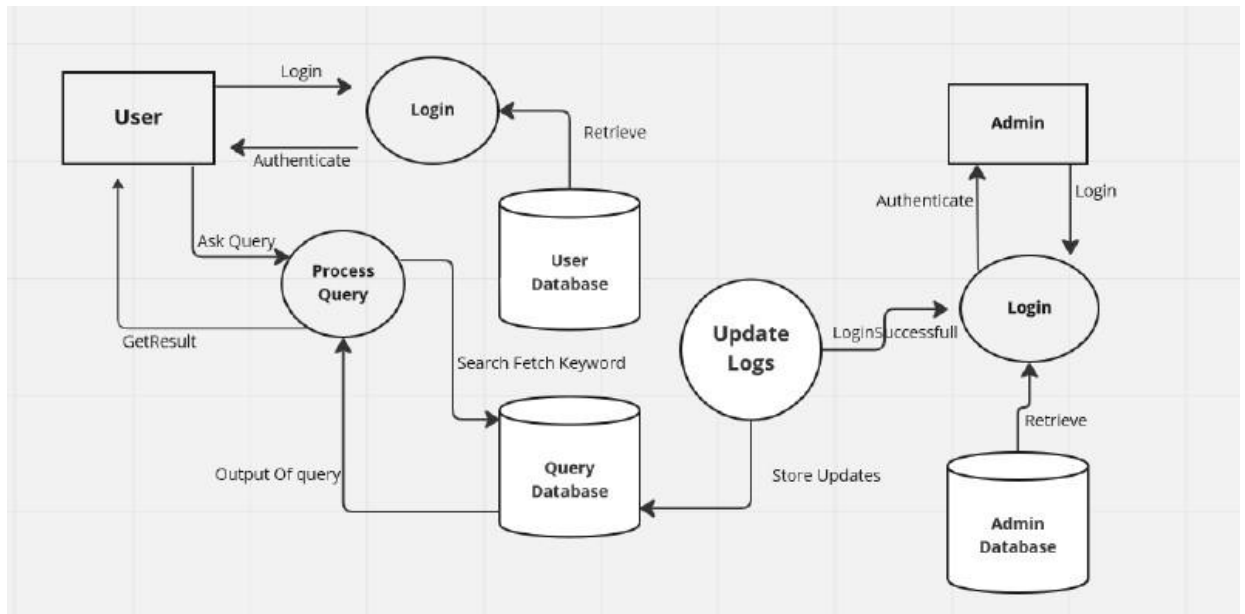 Login
User
Login
Authenticate
Retrieve
Admin
Authenticate
Login
Ask Query
Process
Query
User
Database
GetResult
Search Fetch Keyword
Update
Logs
LoginSuccessfull
Login
Retrieve
Output Of query
Query
Database
Store Updates
Admin
Database